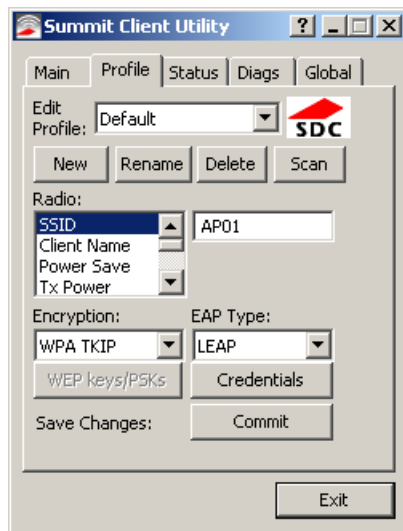 Summit Client Utility ?
Main Profile Status Diags Global
Edit Profile: Default SDC
New Rename Delete Scan
Radio:
SSID AP01
Client Name
Power Save
Tx Power
Encryption: EAP Type:
WPA TKIP LEAP
WEP keys/PSKs Credentials
Save Changes: Commit
Exit